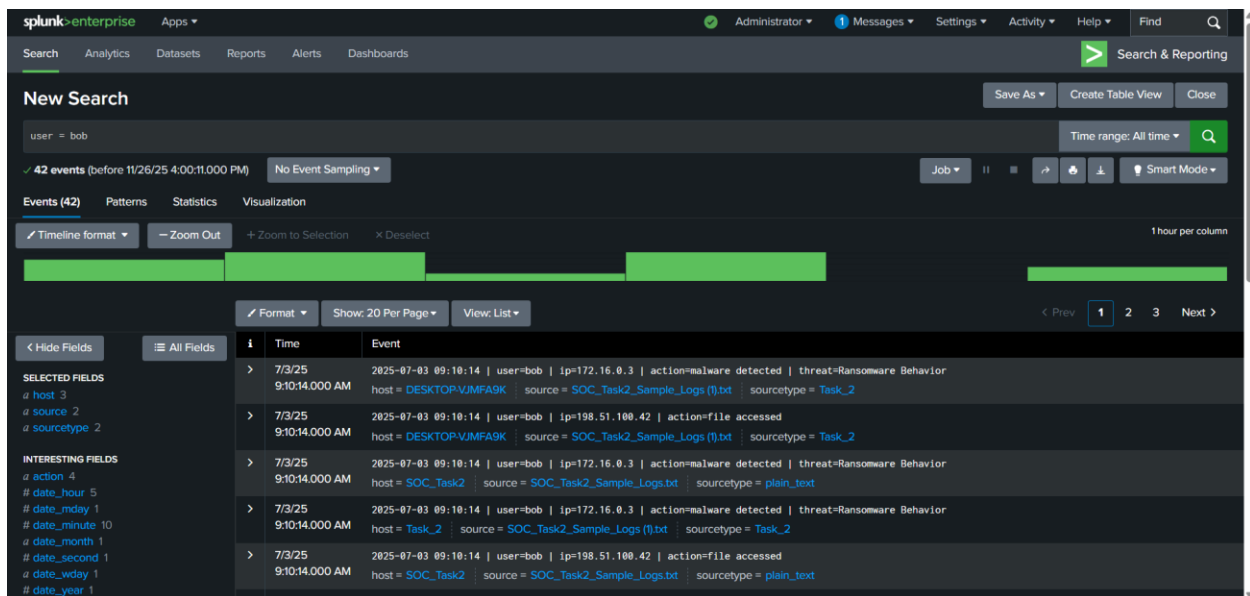 splunk>enterprise Apps Administrator 1 Messages Settings Activity Help Find
Search Analytics Datasets Reports Alerts Dashboards > Search & Reporting
New Search Save As Create Table View Close
user = bob Time range: All time
✓ 42 events (before 11/26/25 4:00:11.000 PM) No Event Sampling Job Smart Mode
Events (42) Patterns Statistics Visualization
Timeline format — Zoom Out + Zoom to Selection × Deselect 1 hour per column
Format Show: 20 Per Page View: List < Prev 1 2 3 Next >
< Hide Fields All Fields i Time Event
SELECTED FIELDS
a host 3
a source 2
a sourcetype 2
INTERESTING FIELDS
a action 4
# date_hour 5
# date_mday 1
# date_minute 10
a date_month 1
# date_second 1
a date_wday 1
# date_year 1
> 7/3/25 2025-07-03 09:10:14 | user=bob | ip=172.16.0.3 | action=malware detected | threat=Ransomware Behavior
9:10:14.000 AM host = DESKTOP-VJMFA9K source = SOC_Task2_Sample_Logs (1).txt sourcetype = Task_2
> 7/3/25 2025-07-03 09:10:14 | user=bob | ip=198.51.100.42 | action=file accessed
9:10:14.000 AM host = DESKTOP-VJMFA9K source = SOC_Task2_Sample_Logs (1).txt sourcetype = Task_2
> 7/3/25 2025-07-03 09:10:14 | user=bob | ip=172.16.0.3 | action=malware detected | threat=Ransomware Behavior
9:10:14.000 AM host = SOC_Task2 source = SOC_Task2_Sample_Logs.txt sourcetype = plain_text
> 7/3/25 2025-07-03 09:10:14 | user=bob | ip=172.16.0.3 | action=malware detected | threat=Ransomware Behavior
9:10:14.000 AM host = Task_2 source = SOC_Task2_Sample_Logs (1).txt sourcetype = Task_2
> 7/3/25 2025-07-03 09:10:14 | user=bob | ip=198.51.100.42 | action=file accessed
9:10:14.000 AM host = SOC_Task2 source = SOC_Task2_Sample_Logs.txt sourcetype = plain_text